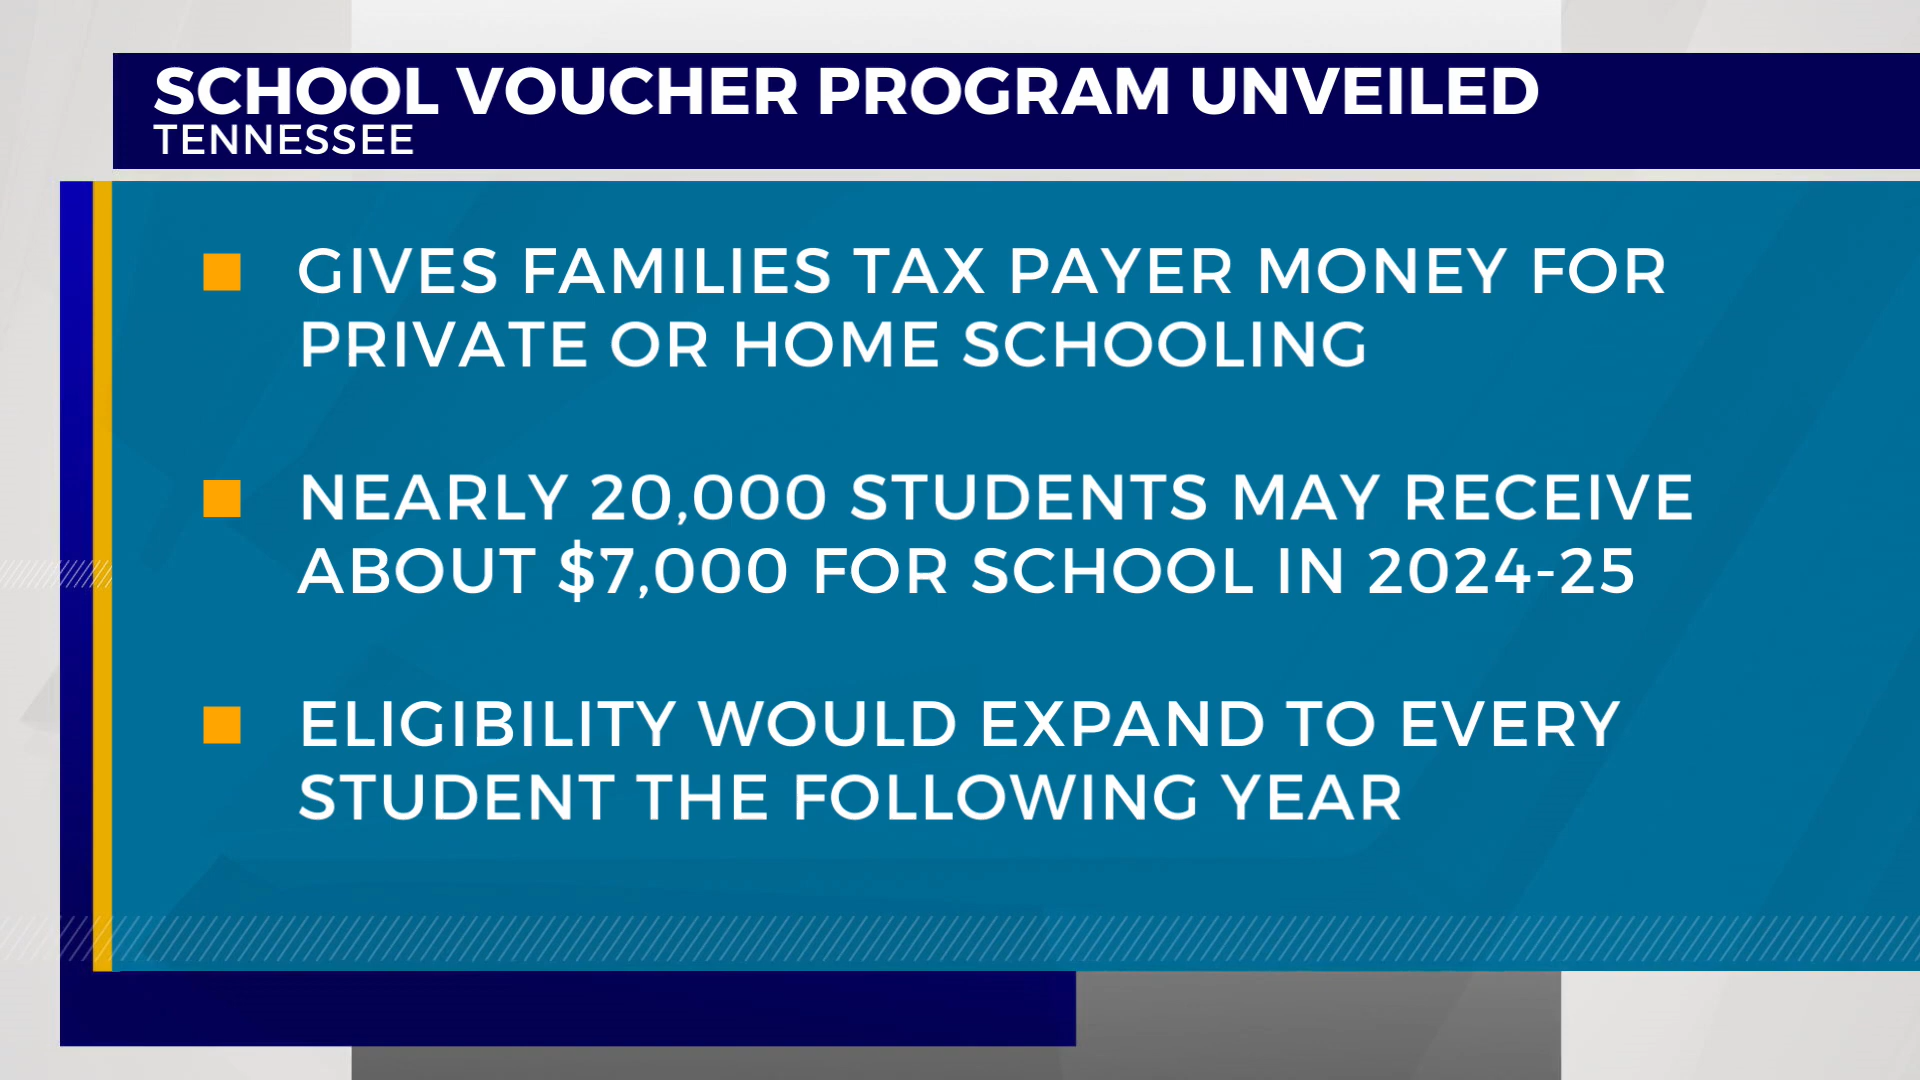 SCHOOL VOUCHER PROGRAM UNVEILED
TENNESSEE
GIVES FAMILIES TAX PAYER MONEY FOR
PRIVATE OR HOME SCHOOLING
NEARLY 20,000 STUDENTS MAY RECEIVE
ABOUT $7,000 FOR SCHOOL IN 2024-25
ELIGIBILITY WOULD EXPAND TO EVERY
STUDENT THE FOLLOWING YEAR